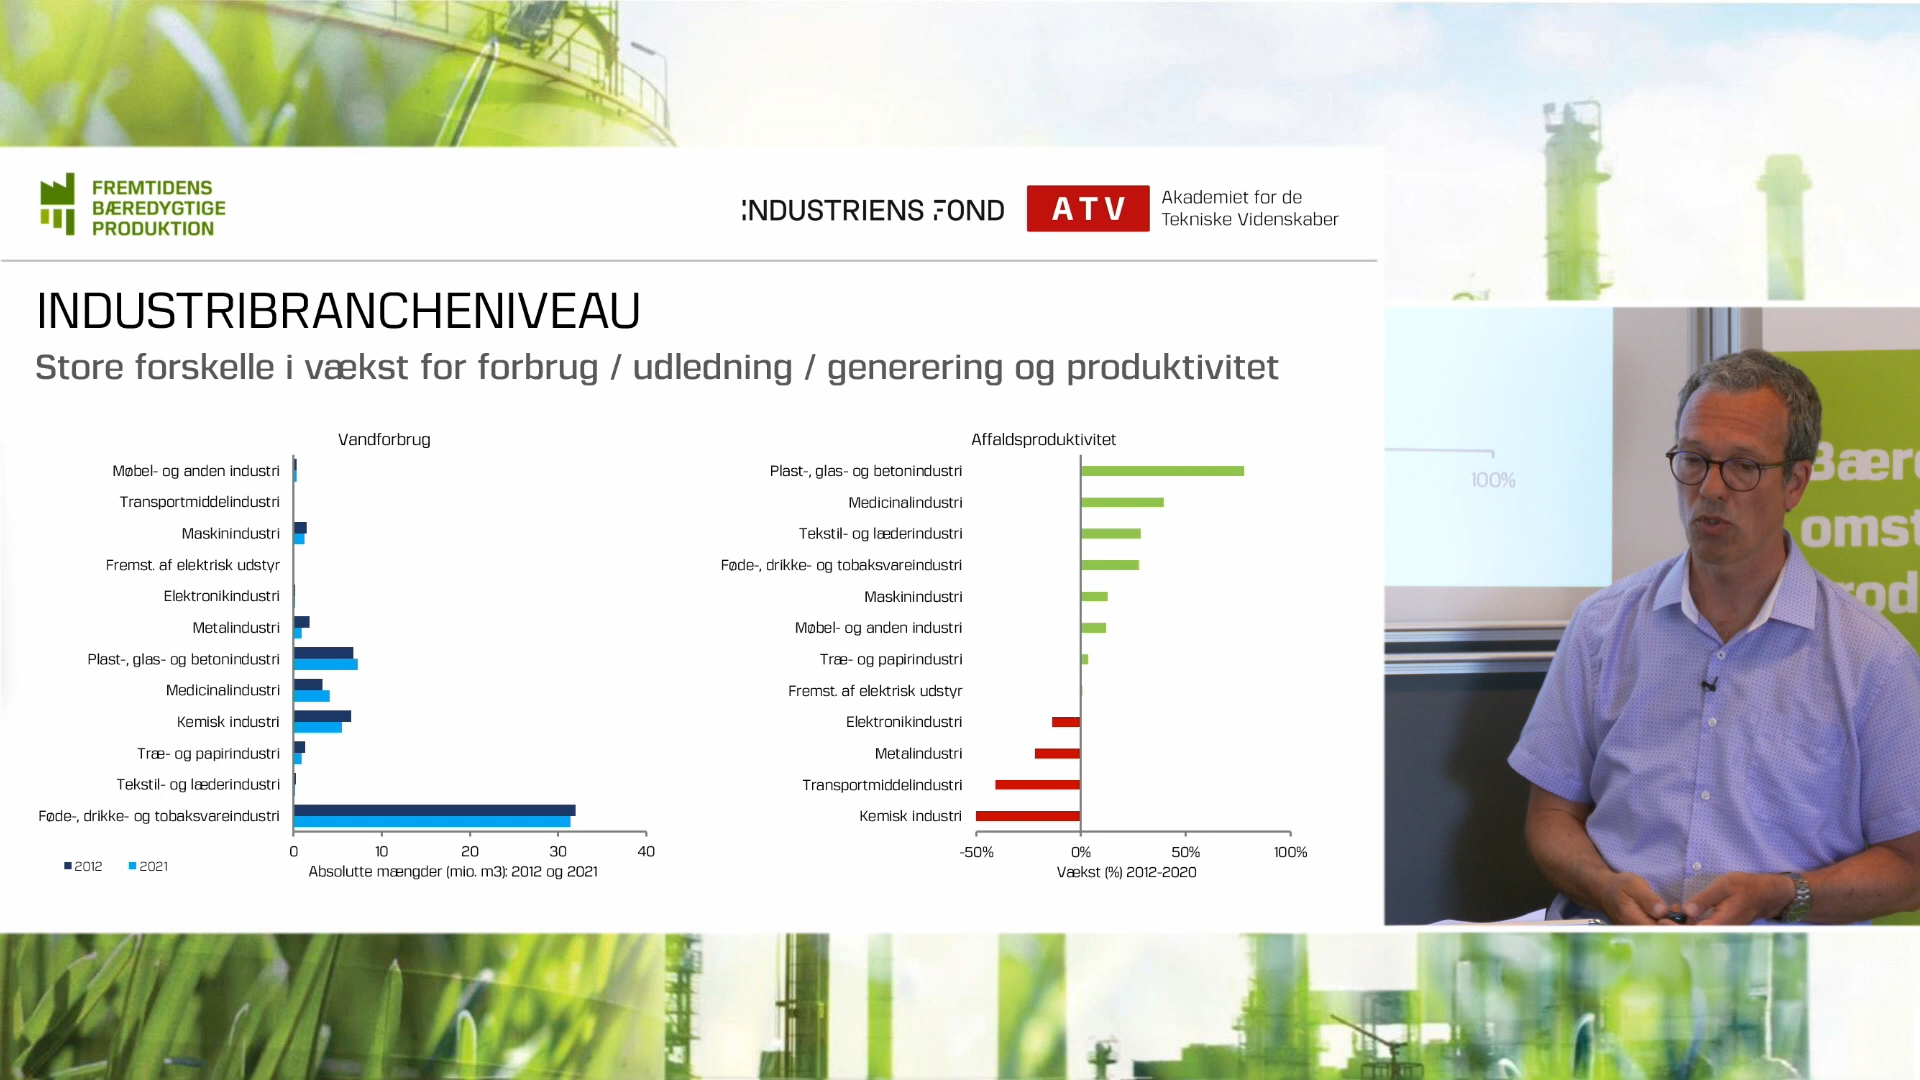 FREMTIDENS
BÆREDYGTIGE
PRODUKTION
INDUSTRIENS FOND
ATV
Akademiet for de
Tekniske Videnskaber
INDUSTRIBRANCHENIVEAU
Store forskelle i vækst for forbrug / udledning / generering og produktivitet
Vandforbrug
Møbel- og anden industri
Transportmiddelindustri
Maskinindustri
Fremst. af elektrisk udstyr
Elektronikindustri
Metalindustri
Plast-, glas- og betonindustri
Medicinalindustri
Kemisk industri
Træ- og papirindustri
Tekstil- og læderindustri
Føde-, drikke- og tobaksvareindustri
0 10 20 30 40
2012 2021
Absolutte mængder (mio. m3): 2012 og 2021
Affaldsproduktivitet
Plast-, glas- og betonindustri
Medicinalindustri
Tekstil- og læderindustri
Føde-, drikke- og tobaksvareindustri
Maskinindustri
Møbel- og anden industri
Træ- og papirindustri
Fremst. af elektrisk udstyr
Elektronikindustri
Metalindustri
Transportmiddelindustri
Kemisk industri
-50% 0% 50% 100%
Vækst (%) 2012-2020
100%